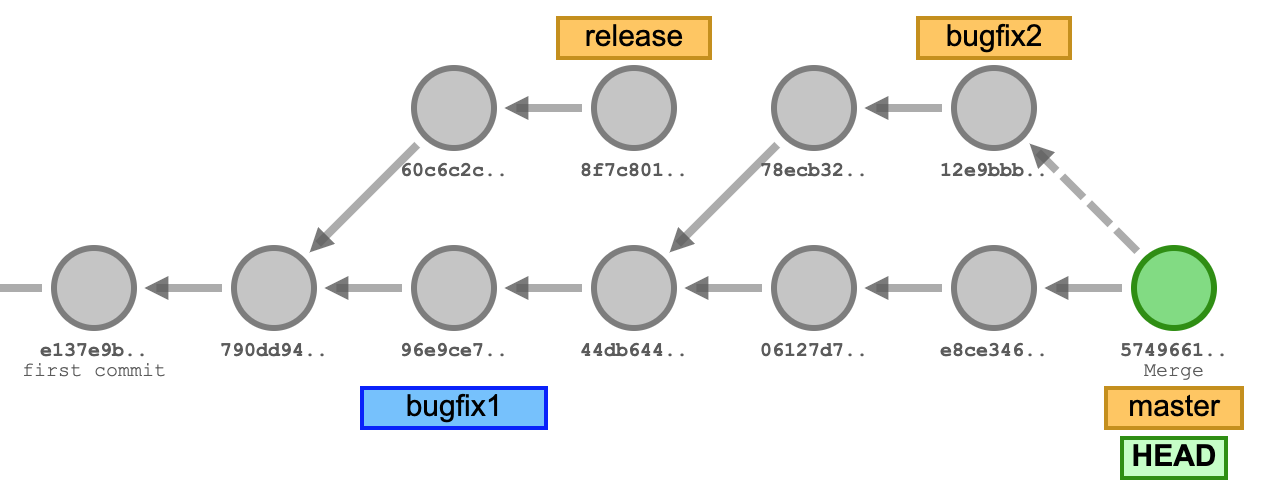 release
bugfix2
60c6c2c..
8f7c801..
78ecb32..
12e9bbb..
e137e9b..
first commit
790dd94..
96e9ce7..
44db644..
06127d7..
e8ce346..
5749661..
Merge
bugfix1
master
HEAD